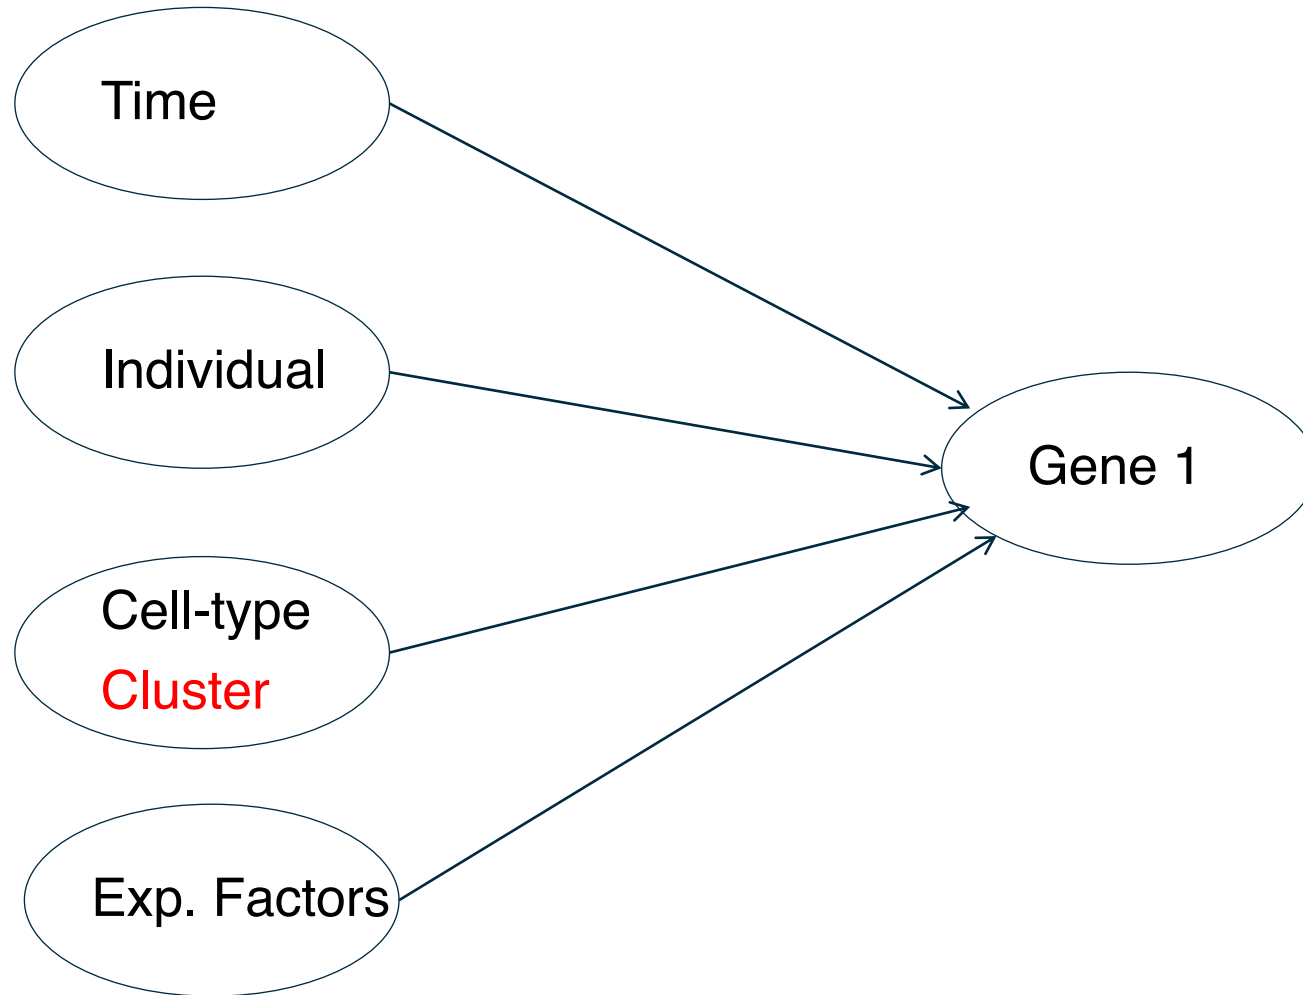 Time
Individual
Gene 1
Cell-type
Cluster
Exp. Factors